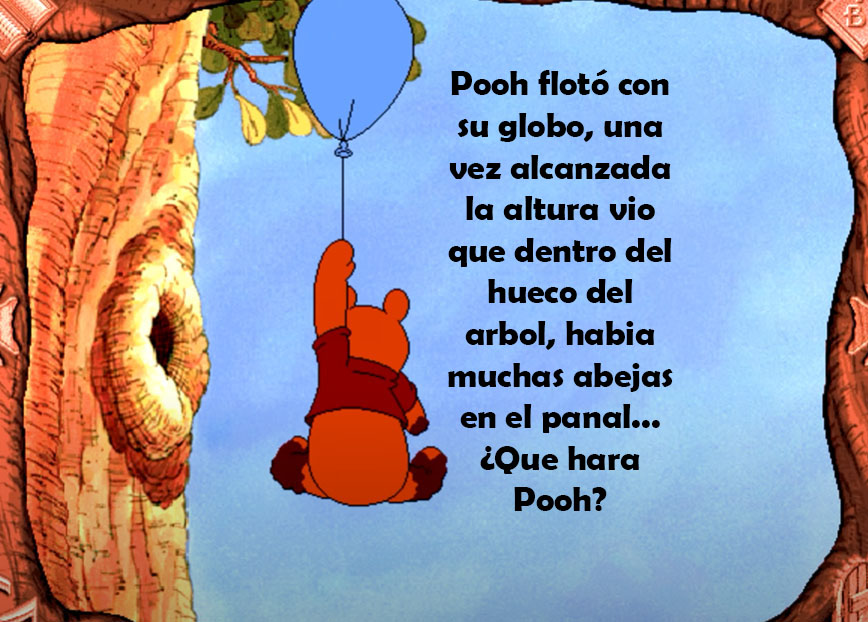 Pooh flotó con
su globo, una
vez alcanzada
la altura vio
que dentro del
hueco del
arbol, habia
muchas abejas
en el panal...
¿Que hara
Pooh?